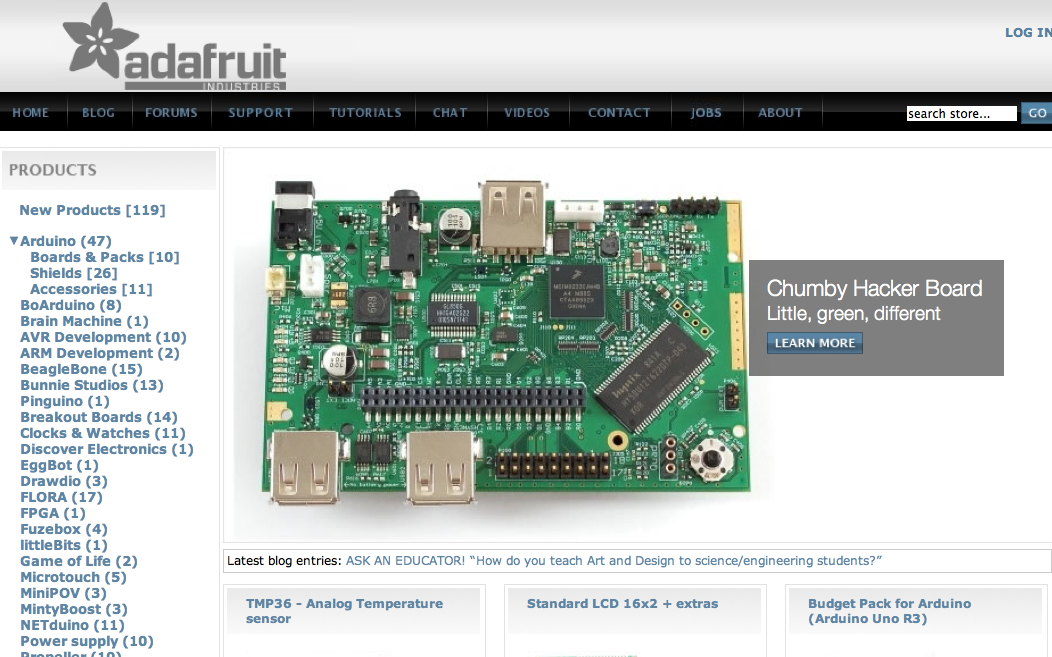 adafruit
INDUSTRIES
LOG IN
HOME BLOG FORUMS SUPPORT TUTORIALS CHAT VIDEOS CONTACT JOBS ABOUT search store... GO
PRODUCTS
New Products [119]
▼Arduino (47)
Boards & Packs [10]
Shields [26]
Accessories [11]
BoArduino (8)
Brain Machine (1)
AVR Development (10)
ARM Development (2)
BeagleBone (15)
Bunnie Studios (13)
Pinguino (1)
Breakout Boards (14)
Clocks & Watches (11)
Discover Electronics (1)
EggBot (1)
Drawdio (3)
FLORA (17)
FPGA (1)
Fuzebox (4)
littleBits (1)
Game of Life (2)
Microtouch (5)
MiniPOV (3)
MintyBoost (3)
NETduino (11)
Power supply (10)
Propeller (10)
Chumby Hacker Board
Little, green, different
LEARN MORE
Latest blog entries: ASK AN EDUCATOR! “How do you teach Art and Design to science/engineering students?”
TMP36 - Analog Temperature
sensor
Standard LCD 16x2 + extras
Budget Pack for Arduino
(Arduino Uno R3)